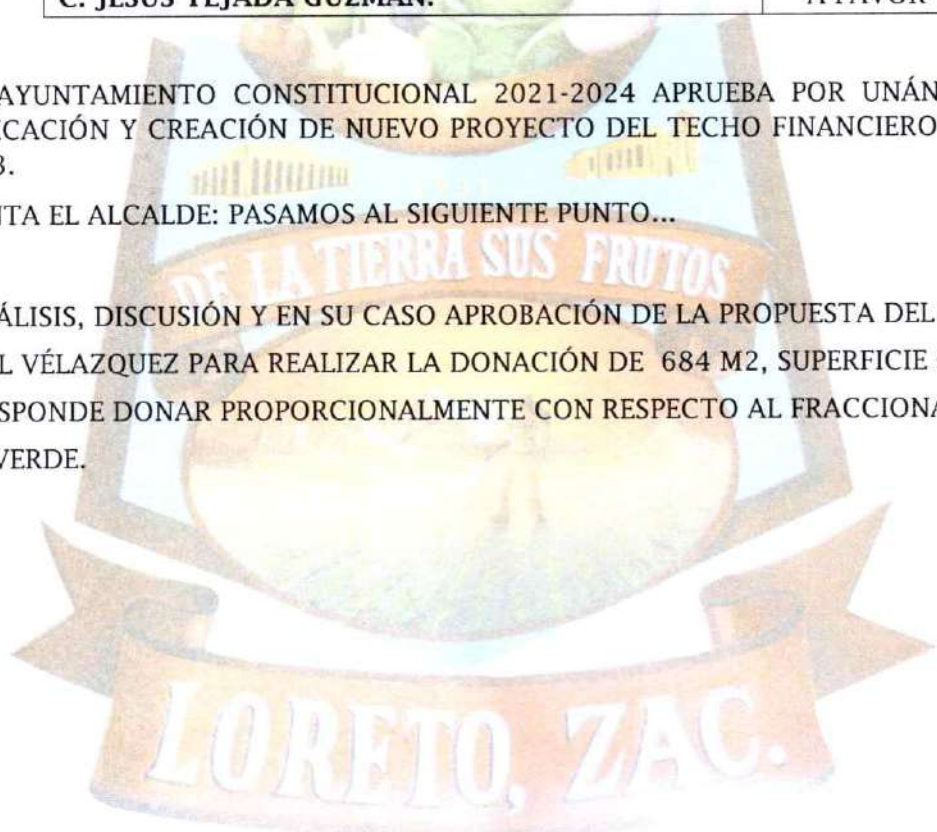 C. JESÚS TEJADA GUZMÁN.
A FAVOR
AYUNTAMIENTO CONSTITUCIONAL 2021-2024 APRUEBA POR UNÁN
ICACIÓN Y CREACIÓN DE NUEVO PROYECTO DEL TECHO FINANCIERO
3.
NTA EL ALCALDE: PASAMOS AL SIGUIENTE PUNTO...
DE LA TIERRA SUS FRUTOS
ÁLISIS, DISCUSIÓN Y EN SU CASO APROBACIÓN DE LA PROPUESTA DEL
L VÉLAZQUEZ PARA REALIZAR LA DONACIÓN DE 684 M2, SUPERFICIE
SPONDE DONAR PROPORCIONALMENTE CON RESPECTO AL FRACCIONA
VERDE.
LORETO, ZAC.